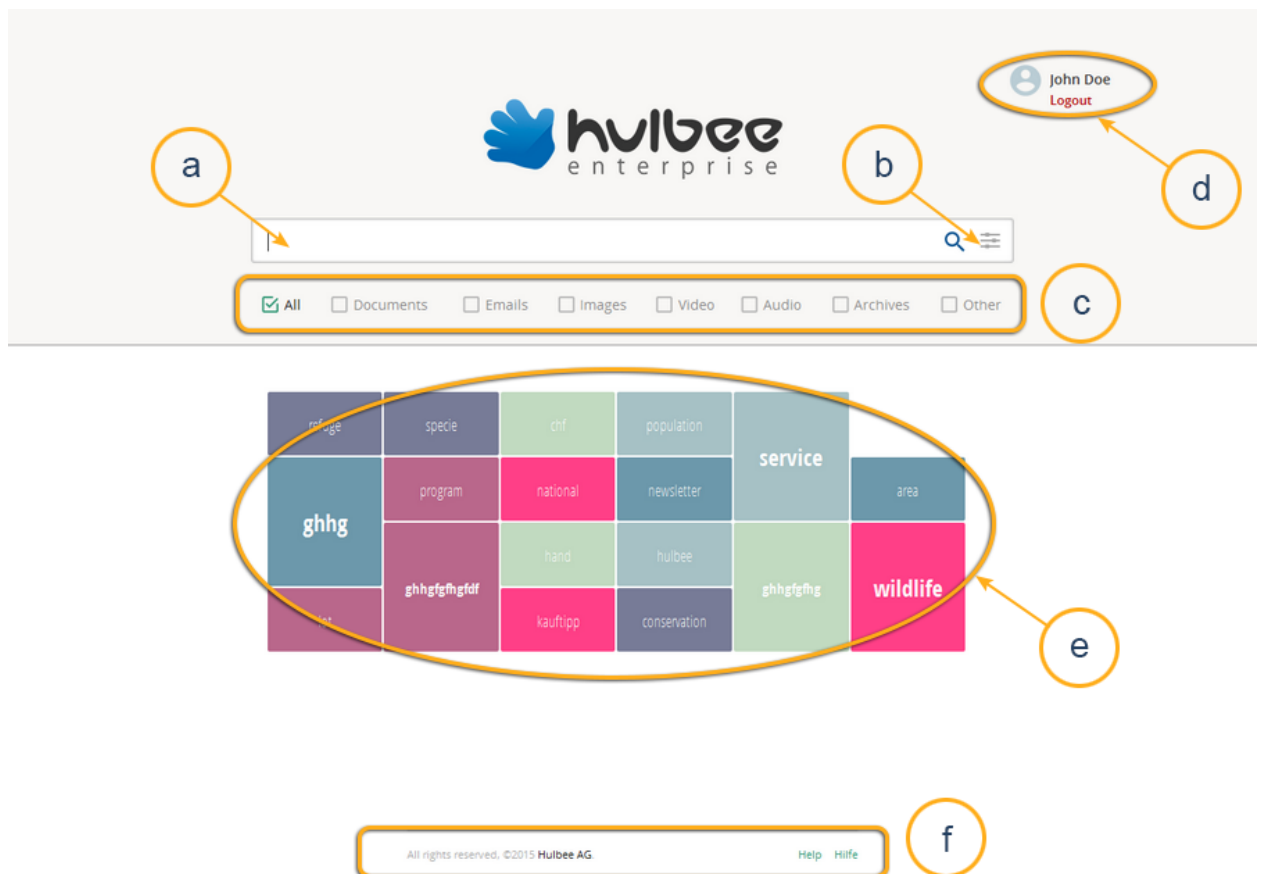 John Doe
Logout
hulbee
enterprise
a
b
d
All Documents Emails Images Video Audio Archives Other
c
refuge specie chf population
service
program national newsletter area
ghhg
hand hulbee
ghhgfgfhgfdf ghhgfgfhg wildlife
kauftipp conservation
e
f
All rights reserved, ©2015 Hulbee AG. Help Hilfe